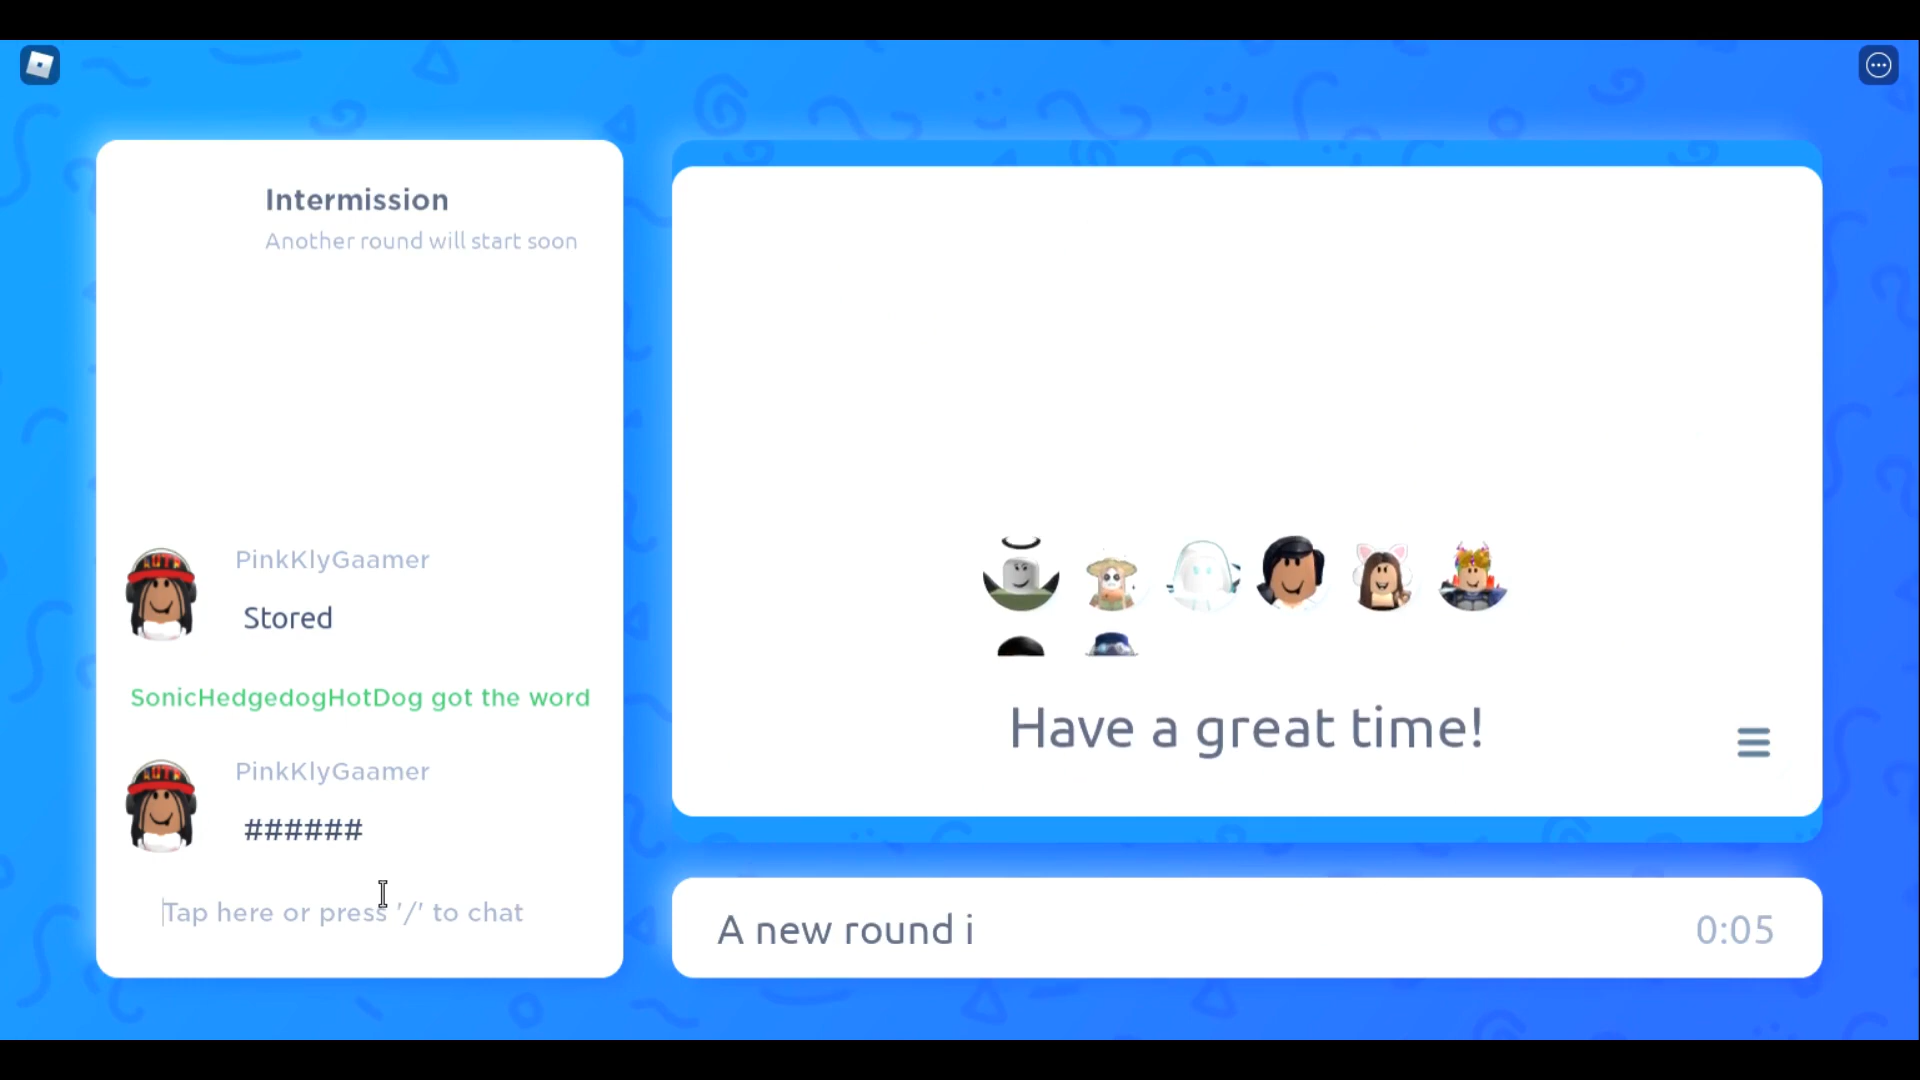 Intermission
Another round will start soon
PinkKlyGaamer
Stored
SonicHedgedogHotDog got the word
PinkKlyGaamer
######
Tap here or press '/' to chat
Have a great time!
A new round i
0:05